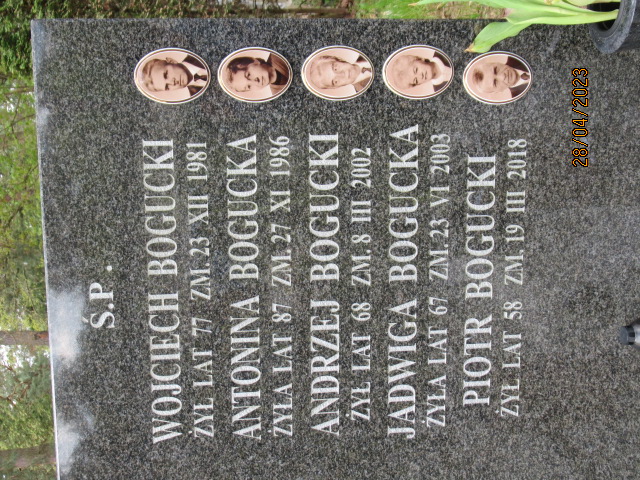 Ś.P.
WOJCIECH BOGUCKI
ŻYŁ LAT 77 ZM.23 XII 1981
ANTONINA BOGUCKA
ŻYŁA LAT 87 ZM.27 XI 1986
ANDRZEJ BOGUCKI
ŻYŁ LAT 68 ZM.8 III 2002
JADWIGA BOGUCKA
ŻYŁA LAT 67 ZM.23 VI 2003
PIOTR BOGUCKI
ŻYŁ LAT 58 ZM.19 III 2018
28/04/2023